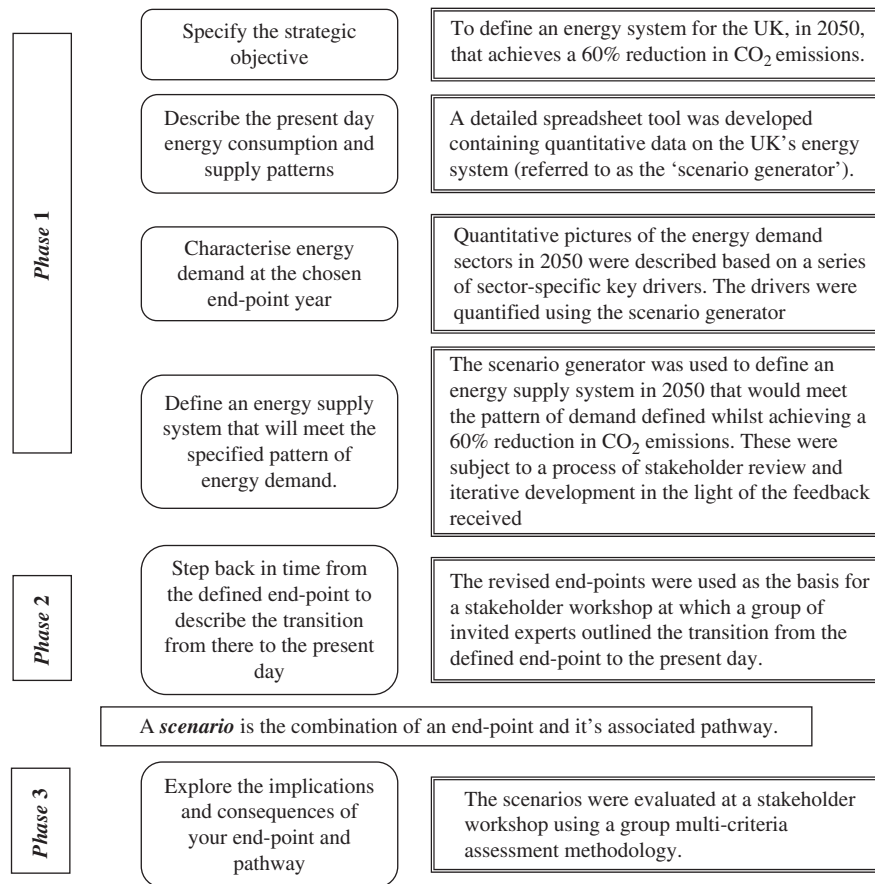 Phase 1
Specify the strategic
objective
To define an energy system for the UK, in 2050,
that achieves a 60% reduction in CO2 emissions.
Describe the present day
energy consumption and
supply patterns
A detailed spreadsheet tool was developed
containing quantitative data on the UK's energy
system (referred to as the 'scenario generator').
Characterise energy
demand at the chosen
end-point year
Quantitative pictures of the energy demand
sectors in 2050 were described based on a series
of sector-specific key drivers. The drivers were
quantified using the scenario generator
Define an energy supply
system that will meet the
specified pattern of
energy demand.
The scenario generator was used to define an
energy supply system in 2050 that would meet
the pattern of demand defined whilst achieving a
60% reduction in CO2 emissions. These were
subject to a process of stakeholder review and
iterative development in the light of the feedback
received
Phase 2
Step back in time from
the defined end-point to
describe the transition
from there to the present
day
The revised end-points were used as the basis for
a stakeholder workshop at which a group of
invited experts outlined the transition from the
defined end-point to the present day.
A scenario is the combination of an end-point and it's associated pathway.
Phase 3
Explore the implications
and consequences of
your end-point and
pathway
The scenarios were evaluated at a stakeholder
workshop using a group multi-criteria
assessment methodology.